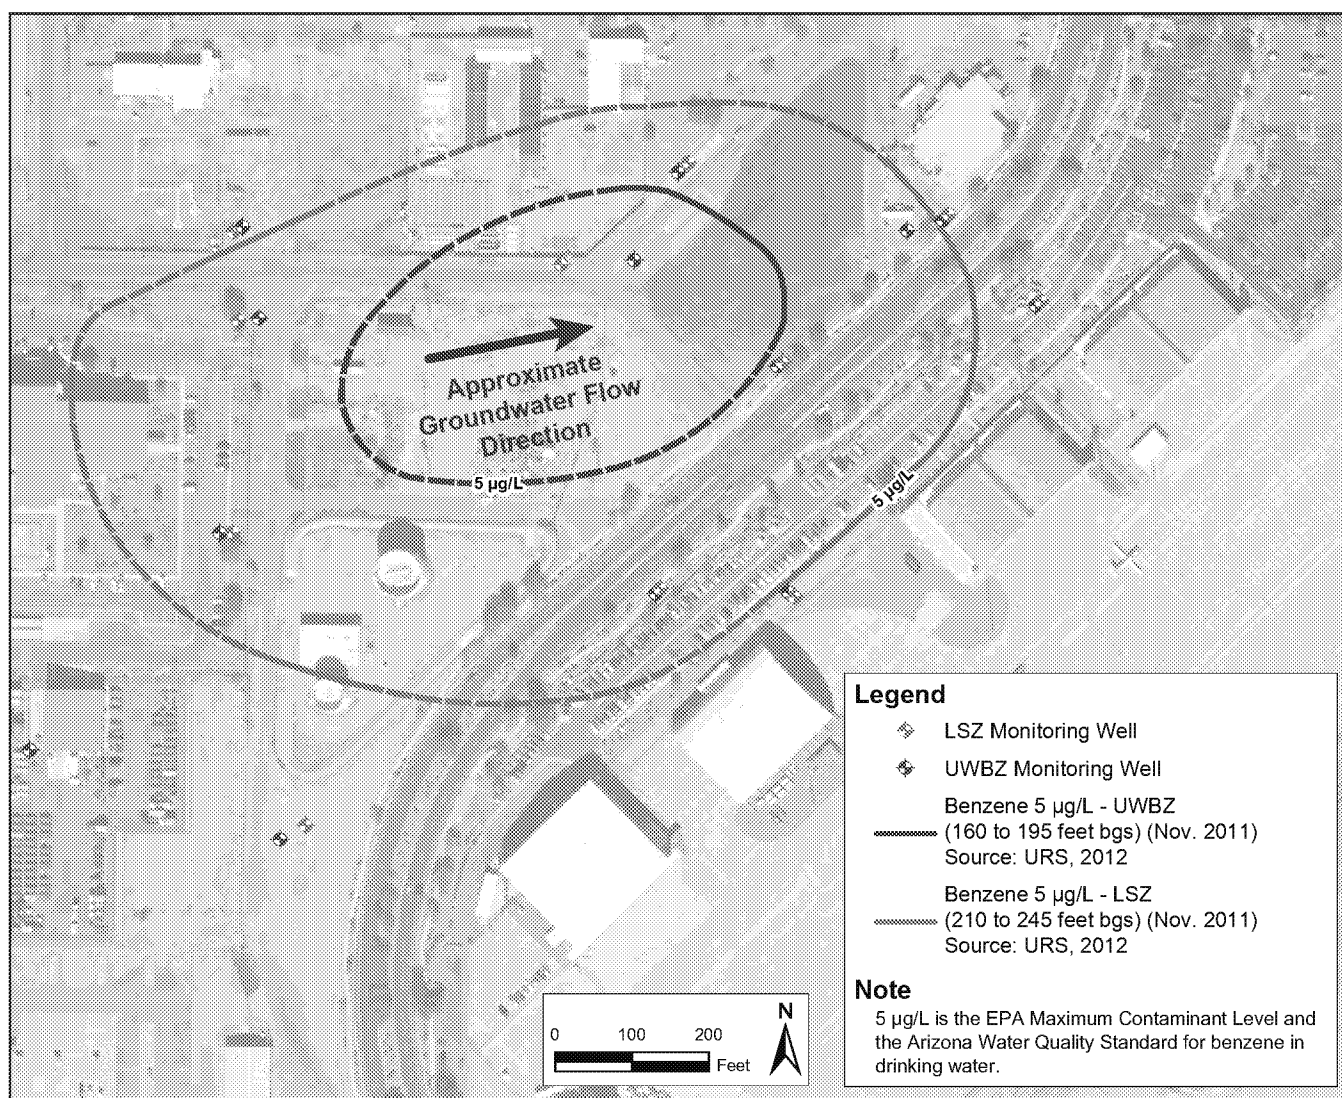 Approximate
Groundwater Flow
Direction
5 µg/L
5 µg/L
Legend
LSZ Monitoring Well
UWBZ Monitoring Well
Benzene 5 µg/L - UWBZ
(160 to 195 feet bgs) (Nov. 2011)
Source: URS, 2012
Benzene 5 µg/L - LSZ
(210 to 245 feet bgs) (Nov. 2011)
Source: URS, 2012
Note
5 µg/L is the EPA Maximum Contaminant Level and
the Arizona Water Quality Standard for benzene in
drinking water.
0 100 200
Feet
N